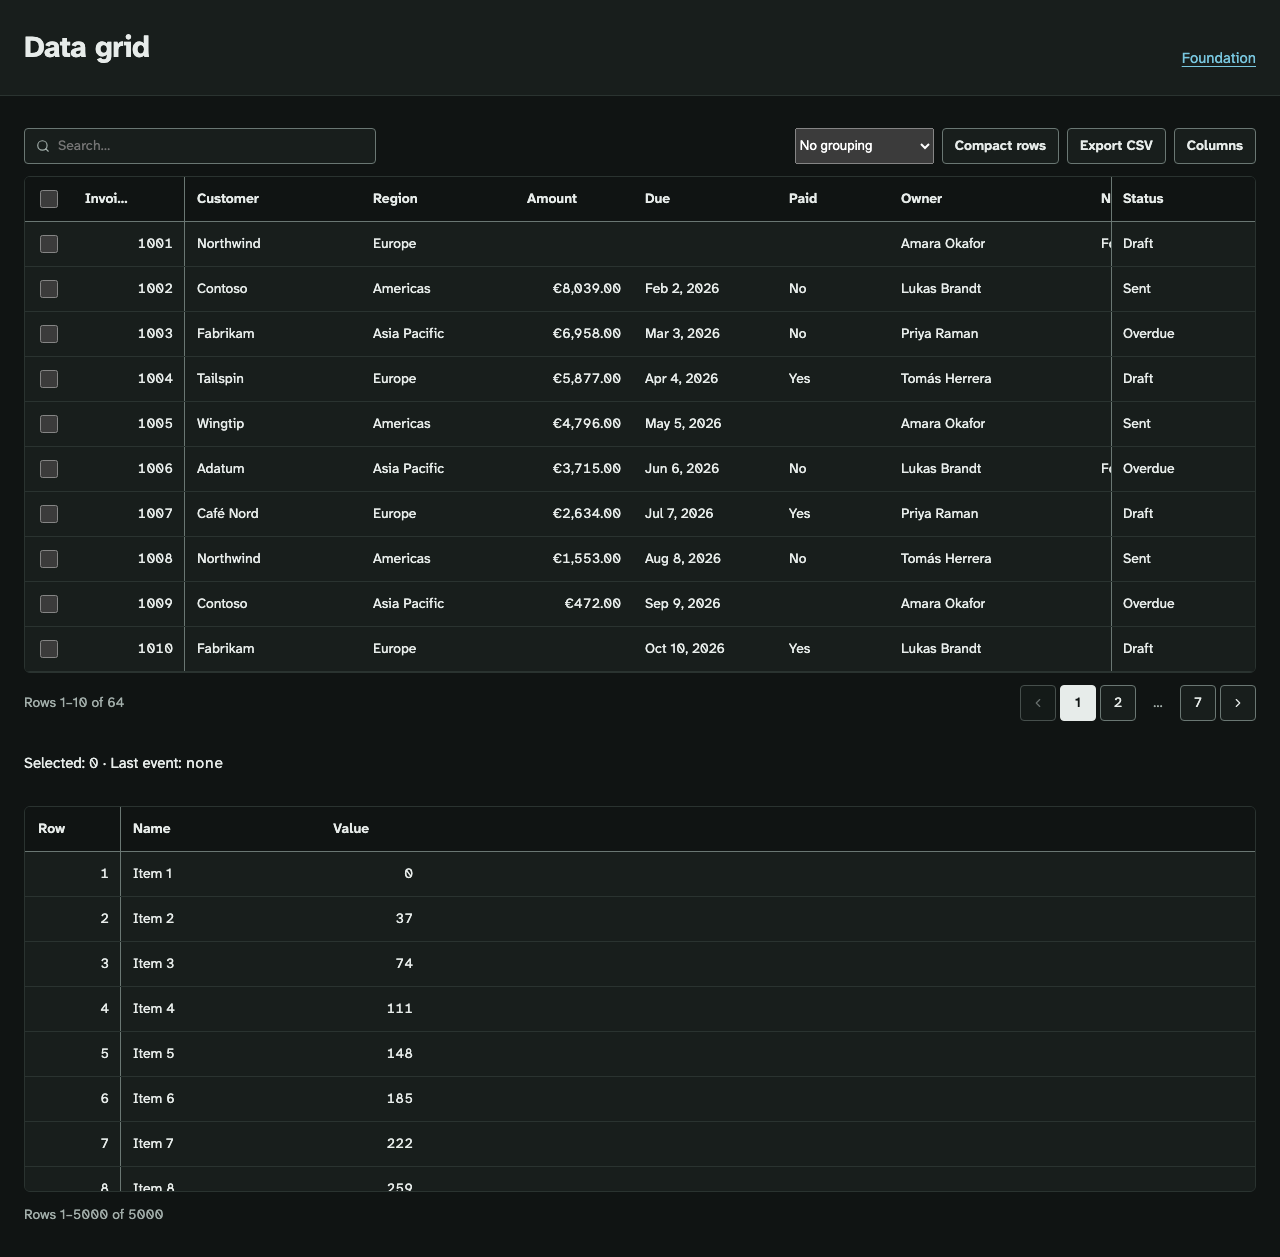 Data grid
Foundation
Search...
No grouping
Compact rows
Export CSV
Columns
Invoi... Customer Region Amount Due Paid Owner N Status
1001 Northwind Europe Amara Okafor Draft
1002 Contoso Americas €8,039.00 Feb 2, 2026 No Lukas Brandt Sent
1003 Fabrikam Asia Pacific €6,958.00 Mar 3, 2026 No Priya Raman Overdue
1004 Tailspin Europe €5,877.00 Apr 4, 2026 Yes Tomás Herrera Draft
1005 Wingtip Americas €4,796.00 May 5, 2026 Amara Okafor Sent
1006 Adatum Asia Pacific €3,715.00 Jun 6, 2026 No Lukas Brandt Overdue
1007 Café Nord Europe €2,634.00 Jul 7, 2026 Yes Priya Raman Draft
1008 Northwind Americas €1,553.00 Aug 8, 2026 No Tomás Herrera Sent
1009 Contoso Asia Pacific €472.00 Sep 9, 2026 Amara Okafor Overdue
1010 Fabrikam Europe Oct 10, 2026 Yes Lukas Brandt Draft
Rows 1–10 of 64
1 2 ... 7
Selected: 0 · Last event: none
Row Name Value
1 Item 1 0
2 Item 2 37
3 Item 3 74
4 Item 4 111
5 Item 5 148
6 Item 6 185
7 Item 7 222
8 Item 8 259
Rows 1–5000 of 5000